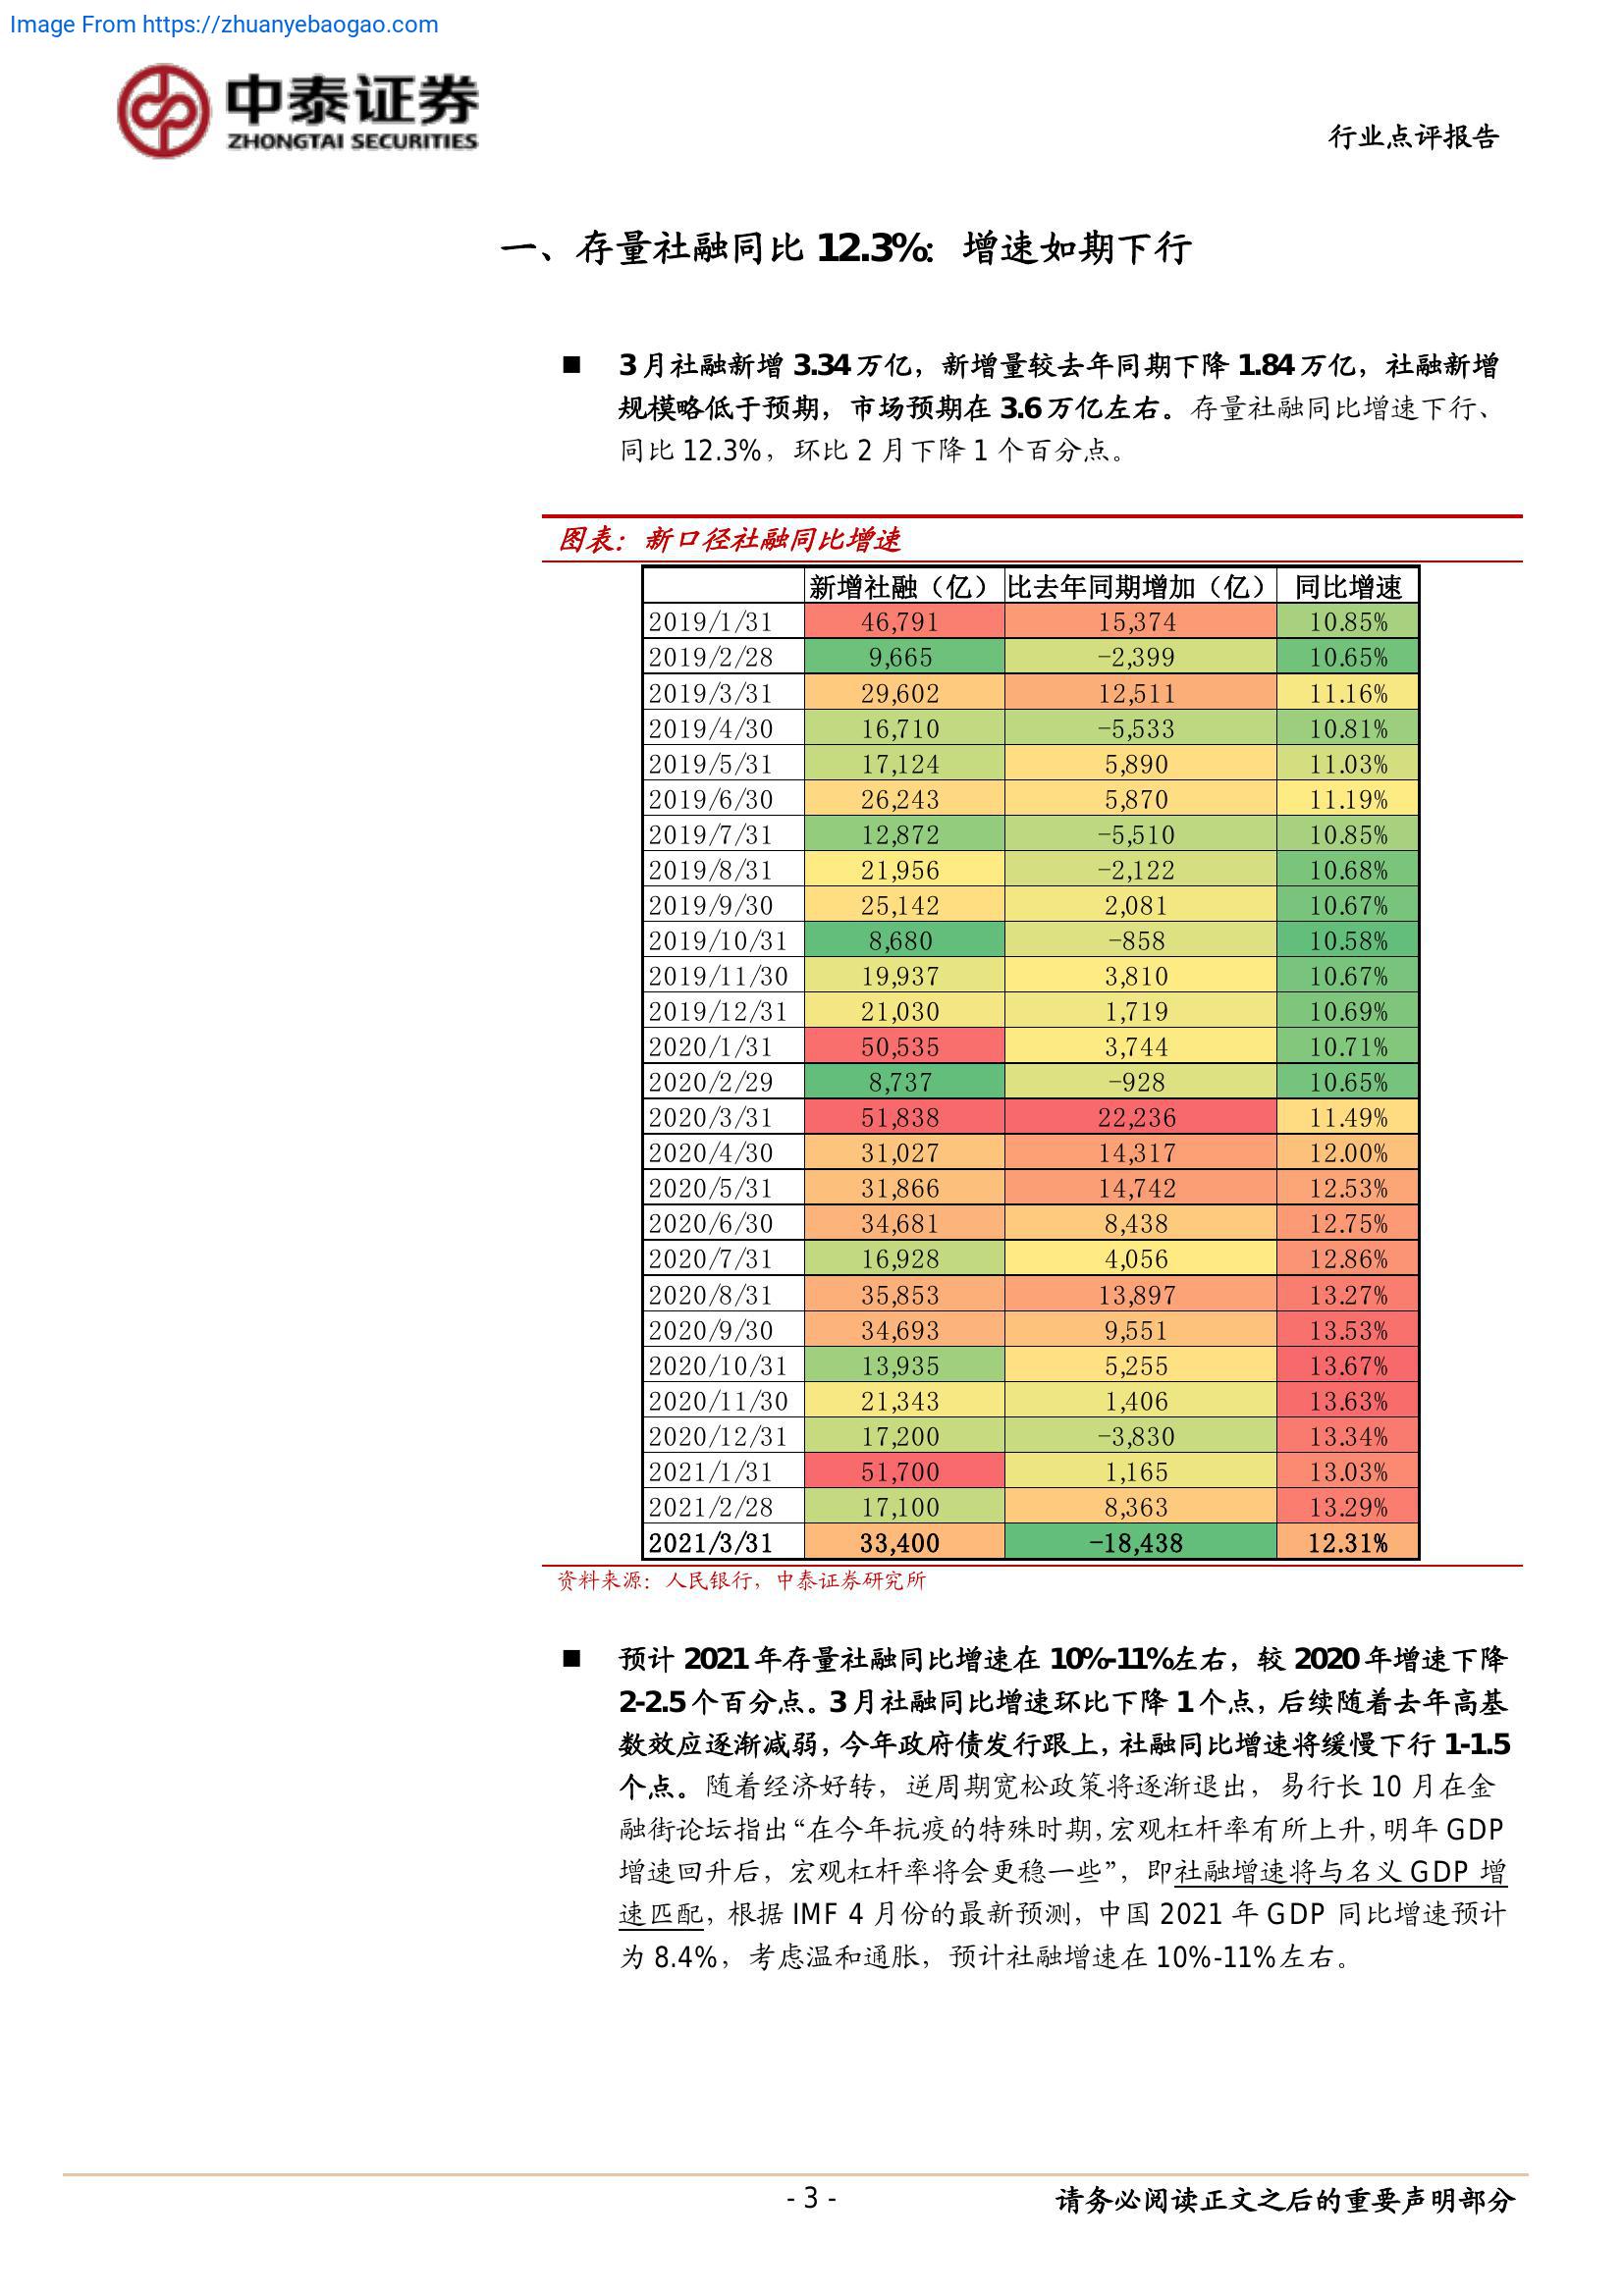 Image From https://zhuanyebaogao.com
中泰证券
ZHONGTAI SECURITIES
行业点评报告
一、存量社融同比 12.3%：增速如期下行
■ 3 月社融新增 3.34 万亿，新增量较去年同期下降 1.84 万亿，社融新增
规模略低于预期，市场预期在 3.6 万亿左右。存量社融同比增速下行、
同比 12.3%，环比 2 月下降 1 个百分点。
图表：新口径社融同比增速
新增社融（亿） 比去年同期增加（亿） 同比增速
2019/1/31 46,791 15,374 10.85%
2019/2/28 9,665 -2,399 10.65%
2019/3/31 29,602 12,511 11.16%
2019/4/30 16,710 -5,533 10.81%
2019/5/31 17,124 5,890 11.03%
2019/6/30 26,243 5,870 11.19%
2019/7/31 12,872 -5,510 10.85%
2019/8/31 21,956 -2,122 10.68%
2019/9/30 25,142 2,081 10.67%
2019/10/31 8,680 -858 10.58%
2019/11/30 19,937 3,810 10.67%
2019/12/31 21,030 1,719 10.69%
2020/1/31 50,535 3,744 10.71%
2020/2/29 8,737 -928 10.65%
2020/3/31 51,838 22,236 11.49%
2020/4/30 31,027 14,317 12.00%
2020/5/31 31,866 14,742 12.53%
2020/6/30 34,681 8,438 12.75%
2020/7/31 16,928 4,056 12.86%
2020/8/31 35,853 13,897 13.27%
2020/9/30 34,693 9,551 13.53%
2020/10/31 13,935 5,255 13.67%
2020/11/30 21,343 1,406 13.63%
2020/12/31 17,200 -3,830 13.34%
2021/1/31 51,700 1,165 13.03%
2021/2/28 17,100 8,363 13.29%
2021/3/31 33,400 -18,438 12.31%
资料来源：人民银行，中泰证券研究所
■ 预计 2021 年存量社融同比增速在 10%-11%左右，较 2020 年增速下降
2-2.5 个百分点。3 月社融同比增速环比下降 1 个点，后续随着去年高基
数效应逐渐减弱，今年政府债发行跟上，社融同比增速将缓慢下行 1-1.5
个点。随着经济好转，逆周期宽松政策将逐渐退出，易行长 10 月在金
融街论坛指出“在今年抗疫的特殊时期，宏观杠杆率有所上升，明年 GDP
增速回升后，宏观杠杆率将会更稳一些”，即社融增速将与名义 GDP 增
速匹配，根据 IMF 4 月份的最新预测，中国 2021 年 GDP 同比增速预计
为 8.4%，考虑温和通胀，预计社融增速在 10%-11%左右。
- 3 -
请务必阅读正文之后的重要声明部分